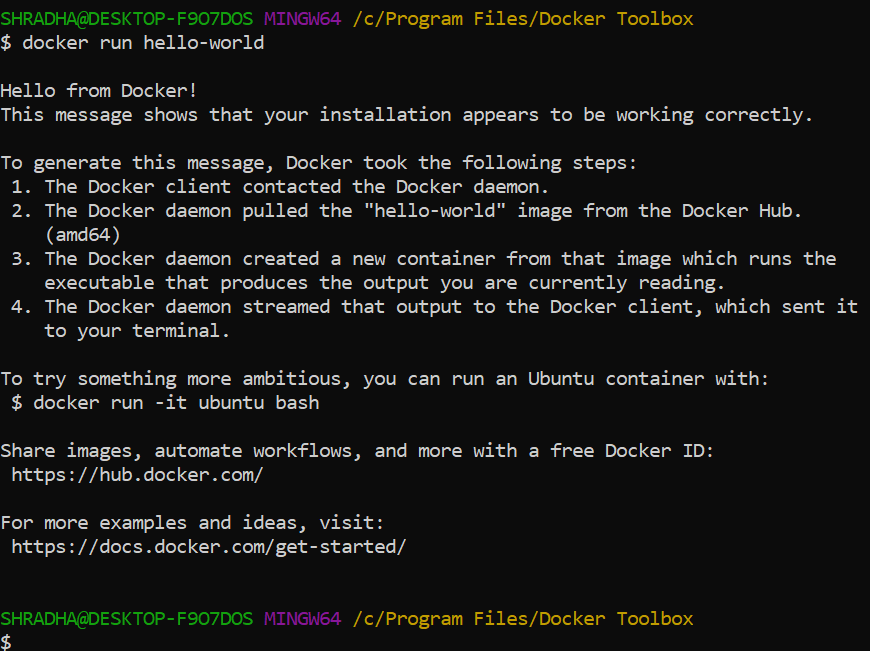 SHRADHA@DESKTOP-F9O7DOS MINGW64 /c/Program Files/Docker Toolbox
$ docker run hello-world

Hello from Docker!
This message shows that your installation appears to be working correctly.

To generate this message, Docker took the following steps:
 1. The Docker client contacted the Docker daemon.
 2. The Docker daemon pulled the "hello-world" image from the Docker Hub.
    (amd64)
 3. The Docker daemon created a new container from that image which runs the
    executable that produces the output you are currently reading.
 4. The Docker daemon streamed that output to the Docker client, which sent it
    to your terminal.

To try something more ambitious, you can run an Ubuntu container with:
 $ docker run -it ubuntu bash

Share images, automate workflows, and more with a free Docker ID:
 https://hub.docker.com/

For more examples and ideas, visit:
 https://docs.docker.com/get-started/

SHRADHA@DESKTOP-F9O7DOS MINGW64 /c/Program Files/Docker Toolbox
$